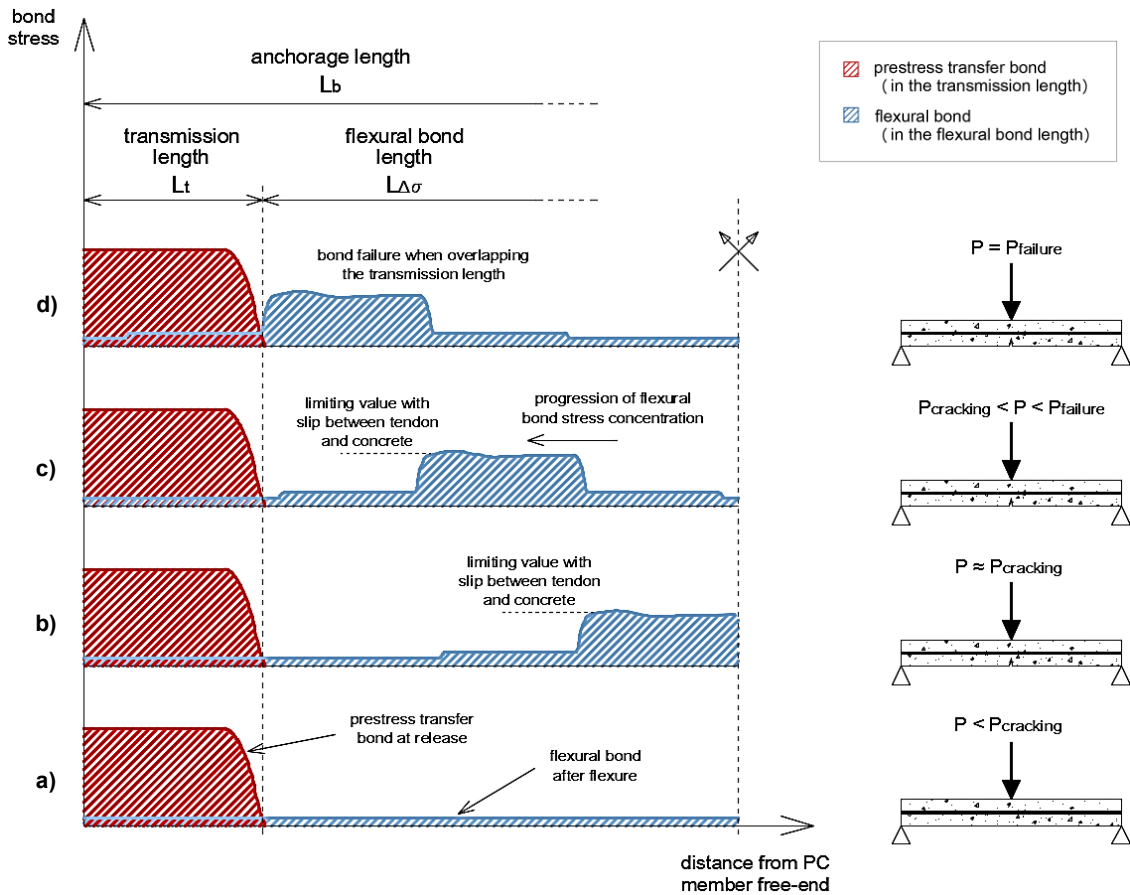 bond
stress
anchorage length
Lb
transmission
length
Lt
flexural bond
length
LΔσ
prestress transfer bond
( in the transmission length)
flexural bond
( in the flexural bond length)
d)
bond failure when overlapping
the transmission length
P = Pfailure
c)
limiting value with
slip between tendon
and concrete
progression of flexural
bond stress concentration
Pcracking < P < Pfailure
b)
limiting value with
slip between tendon
and concrete
P ≈ Pcracking
a)
prestress transfer
bond at release
flexural bond
after flexure
P < Pcracking
distance from PC
member free-end